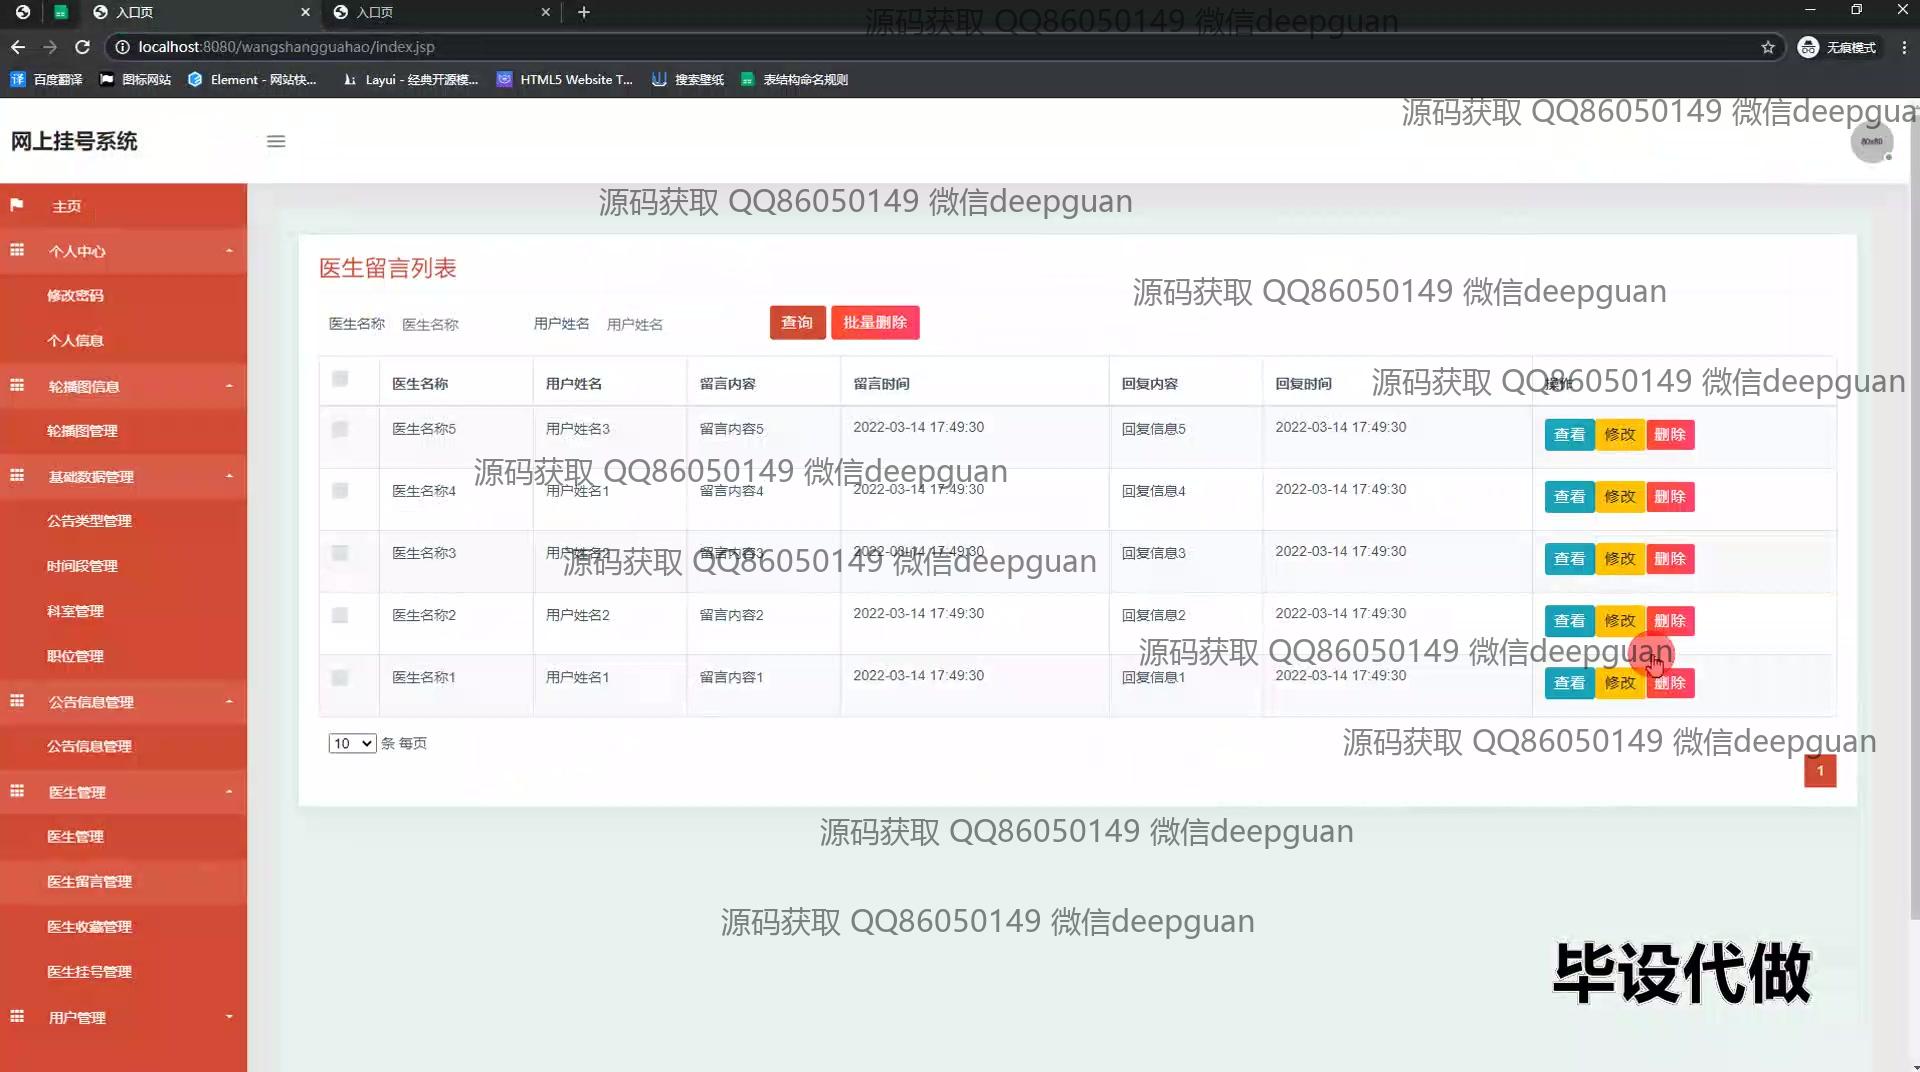 入口页
入口页
源码获取 QQ86050149 微信deepguan
localhost:8080/wangshangguahao/index.jsp
无痕模式
百度翻译
图标网站
Element - 网站快...
Layui - 经典开源模...
HTML5 Website T...
搜索壁纸
表结构命名规则
源码获取 QQ86050149 微信deepgua
网上挂号系统
源码获取 QQ86050149 微信deepguan
主页
个人中心
修改密码
个人信息
轮播图信息
轮播图管理
基础数据管理
公告类型管理
时间段管理
科室管理
职位管理
公告信息管理
公告信息管理
医生管理
医生管理
医生留言管理
医生收藏管理
医生挂号管理
用户管理
医生留言列表
源码获取 QQ86050149 微信deepguan
医生名称 医生名称 用户姓名 用户姓名 查询 批量删除
医生名称 用户姓名 留言内容 留言时间 回复内容 回复时间 操作
源码获取 QQ86050149 微信deepguan
医生名称5 用户姓名3 留言内容5 2022-03-14 17:49:30 回复信息5 2022-03-14 17:49:30 查看 修改 删除
源码获取 QQ86050149 微信deepguan
医生名称4 用户姓名1 留言内容4 2022-03-14 17:49:30 回复信息4 2022-03-14 17:49:30 查看 修改 删除
医生名称3 用户姓名2 留言内容3 2022-03-14 17:49:30 回复信息3 2022-03-14 17:49:30 查看 修改 删除
源码获取 QQ86050149 微信deepguan
医生名称2 用户姓名2 留言内容2 2022-03-14 17:49:30 回复信息2 2022-03-14 17:49:30 查看 修改 删除
源码获取 QQ86050149 微信deepguan
医生名称1 用户姓名1 留言内容1 2022-03-14 17:49:30 回复信息1 2022-03-14 17:49:30 查看 修改 删除
10 条 每页
源码获取 QQ86050149 微信deepguan
1
源码获取 QQ86050149 微信deepguan
源码获取 QQ86050149 微信deepguan
毕设代做